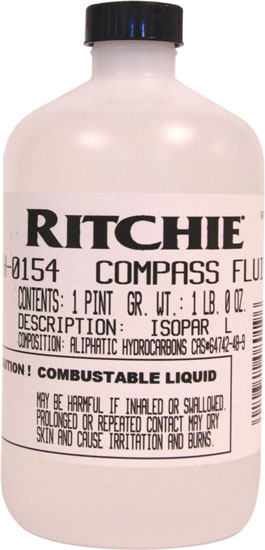 RITCHIE®
H-0154 COMPASS FLUI
CONTENTS: 1 PINT GR. WT.: 1 LB. 0 OZ.
DESCRIPTION: ISOPAR L
COMPOSITION: ALIPHATIC HYDROCARBONS CAS#64742-48-9
UTION ! COMBUSTABLE LIQUID
MAY BE HARMFUL IF INHALED OR SWALLOWED.
PROLONGED OR REPEATED CONTACT MAY DRY
SKIN AND CAUSE IRRITATION AND BURNS.